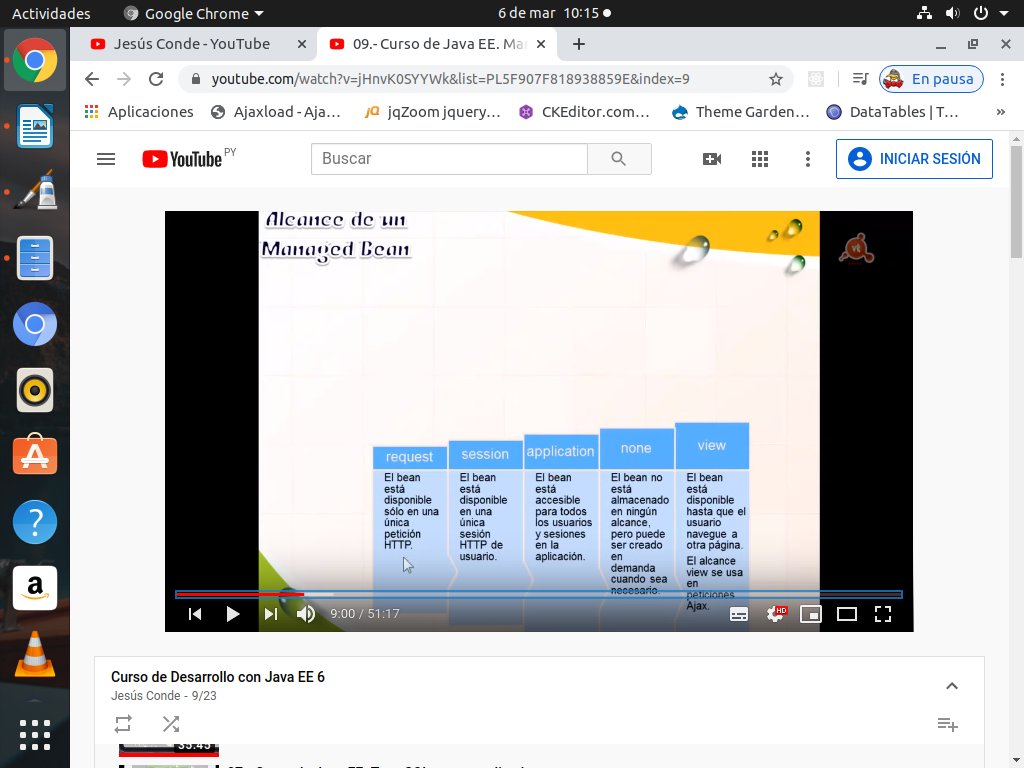 Actividades
Google Chrome
6 de mar 10:15
Jesús Conde - YouTube
09.- Curso de Java EE. Ma
youtube.com/watch?v=jHnvK0SYYWk&list=PL5F907F818938859E&index=9
En pausa
Aplicaciones
Ajaxload - Aja…
jqZoom jquery…
CKEditor.com…
Theme Garden…
DataTables | T…
»
YouTube PY
Buscar
INICIAR SESIÓN
Alcance de un
Managed Bean
vt
request
El bean
está
disponible
sólo en una
única
petición
HTTP.
session
El bean
está
disponible
en una
única
sesión
HTTP de
usuario.
application
El bean
está
accesible
para todos
los usuarios
y sesiones
en la
aplicación.
none
El bean no
está
almacenado
en ningún
alcance,
pero puede
ser creado
en
demanda
cuando sea
necesario.
view
El bean
está
disponible
hasta que el
usuario
navegue a
otra página.
El alcance
view se usa
en
peticiones
Ajax.
9:00 / 51:17
HD
Curso de Desarrollo con Java EE 6
Jesús Conde - 9/23
35:45